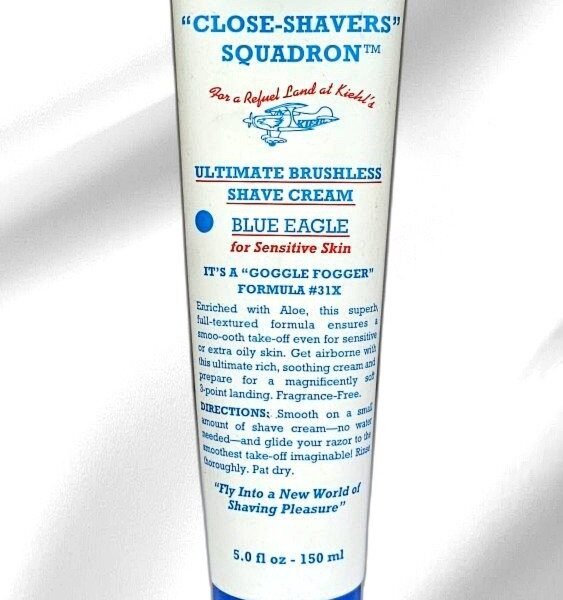 "CLOSE-SHAVERS"
SQUADRON™
For a Refuel Land at Kiehl's
KIEHL
ULTIMATE BRUSHLESS
SHAVE CREAM
BLUE EAGLE
for Sensitive Skin
IT'S A "GOGGLE FOGGER"
FORMULA #31X
Enriched with Aloe, this superb,
full-textured formula ensures a
smoo-ooth take-off even for sensitive
or extra oily skin. Get airborne with
this ultimate rich, soothing cream and
prepare for a magnificently soft
3-point landing. Fragrance-Free.
DIRECTIONS: Smooth on a small
amount of shave cream—no water
needed—and glide your razor to the
smoothest take-off imaginable! Rinse
thoroughly. Pat dry.
"Fly Into a New World of
Shaving Pleasure"
5.0 fl oz - 150 ml